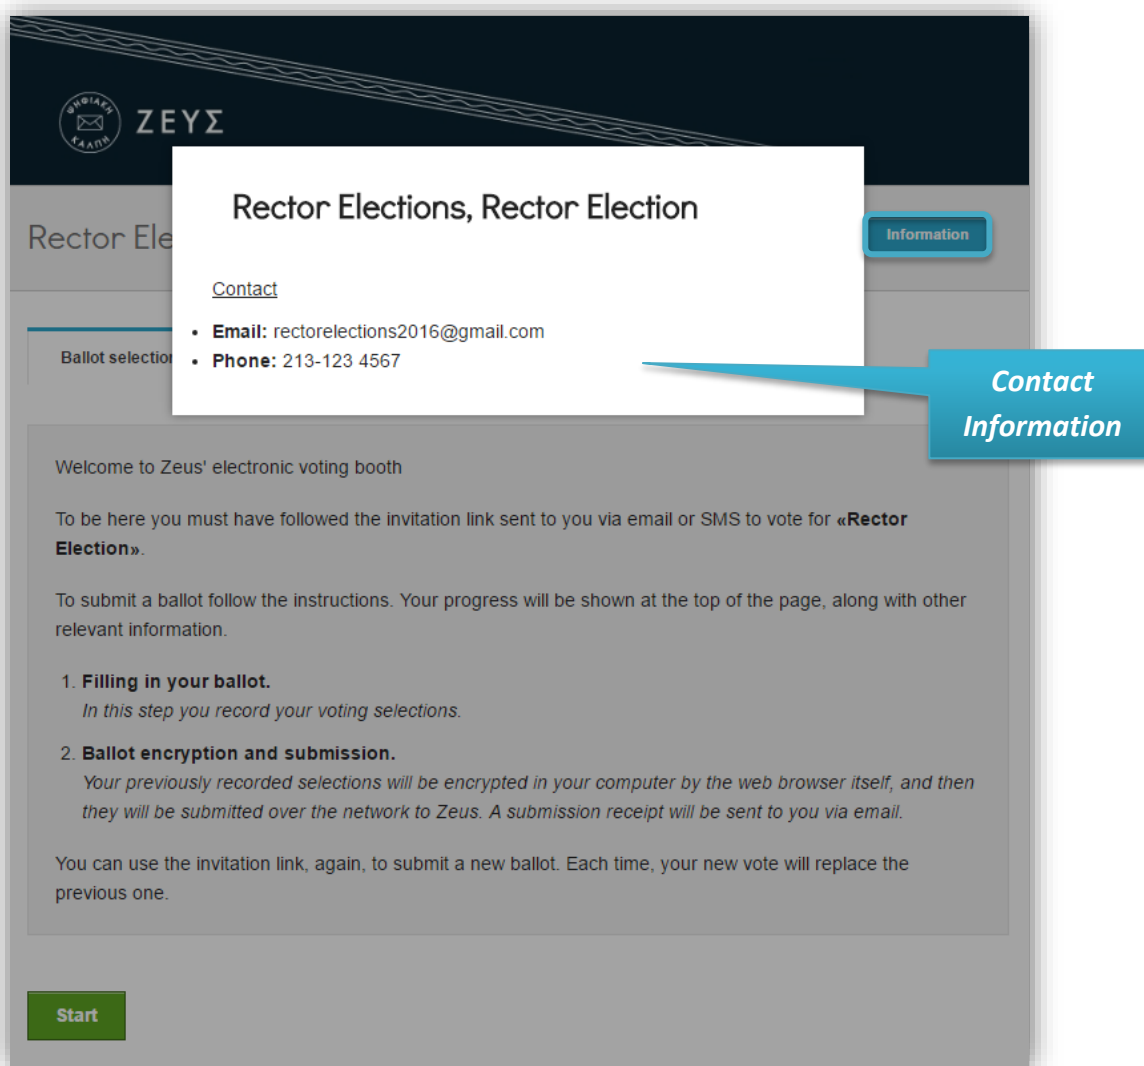 ΨΗΦΙΑΚΗ
ΚΑΛΠΗ
ΖΕΥΣ
Rector Elections, Rector Election
Rector Ele
Information
Contact
• Email: rectorelections2016@gmail.com
• Phone: 213-123 4567
Ballot selection
Contact
Information
Welcome to Zeus' electronic voting booth
To be here you must have followed the invitation link sent to you via email or SMS to vote for «Rector
Election».
To submit a ballot follow the instructions. Your progress will be shown at the top of the page, along with other
relevant information.
1. Filling in your ballot.
In this step you record your voting selections.
2. Ballot encryption and submission.
Your previously recorded selections will be encrypted in your computer by the web browser itself, and then
they will be submitted over the network to Zeus. A submission receipt will be sent to you via email.
You can use the invitation link, again, to submit a new ballot. Each time, your new vote will replace the
previous one.
Start